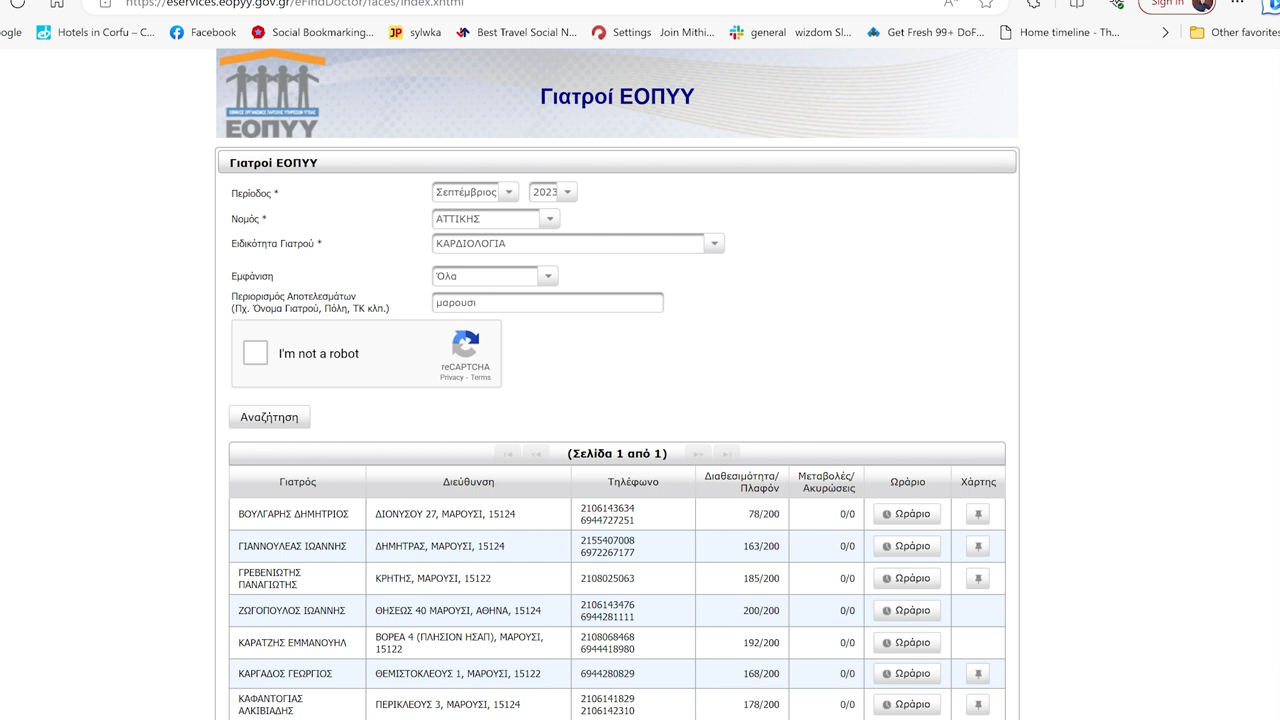 https://eservices.eopyy.gov.gr/eFindDoctor/faces/index.xhtml
Sign in
ogle
Hotels in Corfu – C...
Facebook
Social Bookmarking...
JP sylwka
Best Travel Social N...
Settings
Join Mithi...
general
wizdom Sl...
Get Fresh 99+ DoF...
Home timeline - Th...
Other favorites
ΕΟΠΥΥ
Γιατροί ΕΟΠΥΥ
Γιατροί ΕΟΠΥΥ
Περίοδος * Σεπτέμβριος 2023
Νομός * ΑΤΤΙΚΗΣ
Ειδικότητα Γιατρού * ΚΑΡΔΙΟΛΟΓΙΑ
Εμφάνιση Όλα
Περιορισμός Αποτελεσμάτων
(Πχ. Όνομα Γιατρού, Πόλη, ΤΚ κλπ.)
μαρουσι
I'm not a robot
reCAPTCHA
Privacy - Terms
Αναζήτηση
(Σελίδα 1 από 1)
Γιατρός Διεύθυνση Τηλέφωνο Διαθεσιμότητα/ Πλαφόν Μεταβολές/ Ακυρώσεις Ωράριο Χάρτης
ΒΟΥΛΓΑΡΗΣ ΔΗΜΗΤΡΙΟΣ ΔΙΟΝΥΣΟΥ 27, ΜΑΡΟΥΣΙ, 15124 2106143634 6944727251 78/200 0/0 Ωράριο
ΓΙΑΝΝΟΥΛΕΑΣ ΙΩΑΝΝΗΣ ΔΗΜΗΤΡΑΣ, ΜΑΡΟΥΣΙ, 15124 2155407008 6972267177 163/200 0/0 Ωράριο
ΓΡΕΒΕΝΙΩΤΗΣ ΠΑΝΑΓΙΩΤΗΣ ΚΡΗΤΗΣ, ΜΑΡΟΥΣΙ, 15122 2108025063 185/200 0/0 Ωράριο
ΖΩΓΟΠΟΥΛΟΣ ΙΩΑΝΝΗΣ ΘΗΣΕΩΣ 40 ΜΑΡΟΥΣΙ, ΑΘΗΝΑ, 15124 2106143476 6944281111 200/200 0/0 Ωράριο
ΚΑΡΑΤΖΗΣ ΕΜΜΑΝΟΥΗΛ ΒΟΡΕΑ 4 (ΠΛΗΣΙΟΝ ΗΣΑΠ), ΜΑΡΟΥΣΙ, 15122 2108068468 6944418980 192/200 0/0 Ωράριο
ΚΑΡΓΑΔΟΣ ΓΕΩΡΓΙΟΣ ΘΕΜΙΣΤΟΚΛΕΟΥΣ 1, ΜΑΡΟΥΣΙ, 15122 6944280829 168/200 0/0 Ωράριο
ΚΑΦΑΝΤΟΓΙΑΣ ΑΛΚΙΒΙΑΔΗΣ ΠΕΡΙΚΛΕΟΥΣ 3, ΜΑΡΟΥΣΙ, 15124 2106141829 2106142310 178/200 0/0 Ωράριο